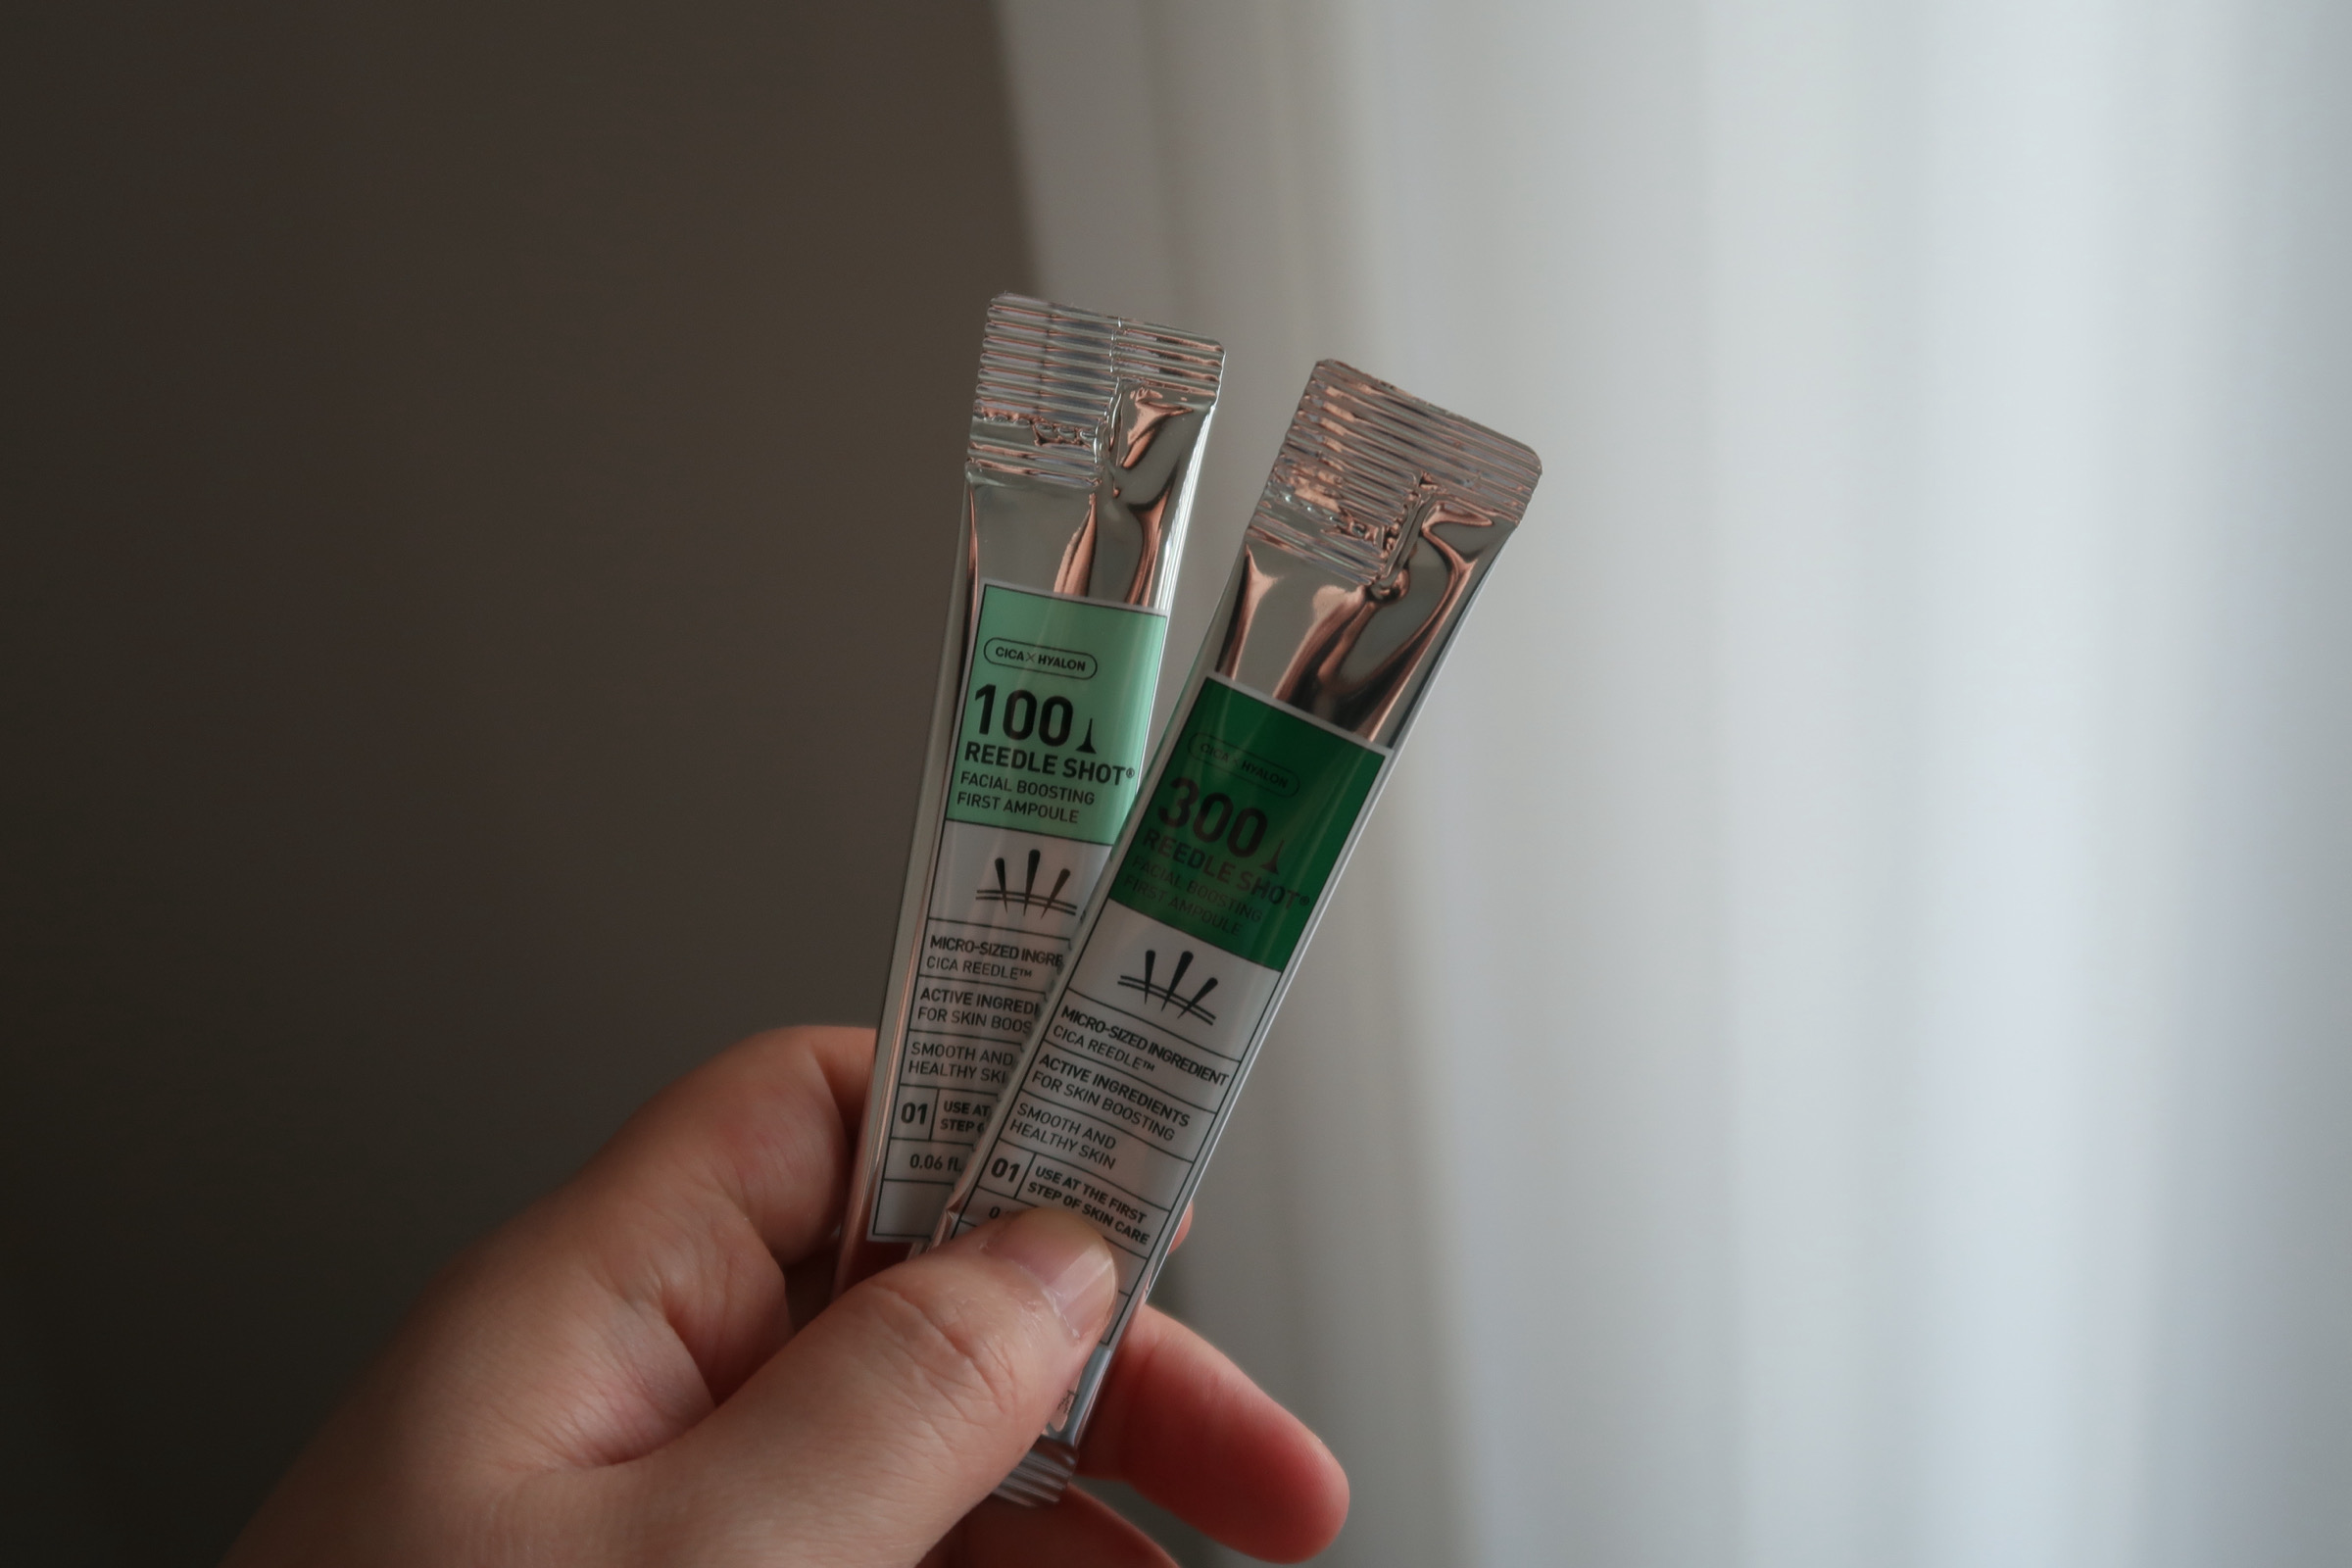 CICA×HYALON
100
REEDLE SHOT®
FACIAL BOOSTING
FIRST AMPOULE
MICRO-SIZED INGRE
CICA REEDLE™
ACTIVE INGREDI
FOR SKIN BOOS
SMOOTH AND
HEALTHY SKI
01
USE AT
STEP
0.06 fl.
CICA×HYALON
300
REEDLE SHOT®
FACIAL BOOSTING
FIRST AMPOULE
MICRO-SIZED INGREDIENT
CICA REEDLE™
ACTIVE INGREDIENTS
FOR SKIN BOOSTING
SMOOTH AND
HEALTHY SKIN
01
USE AT THE FIRST
STEP OF SKIN CARE
0